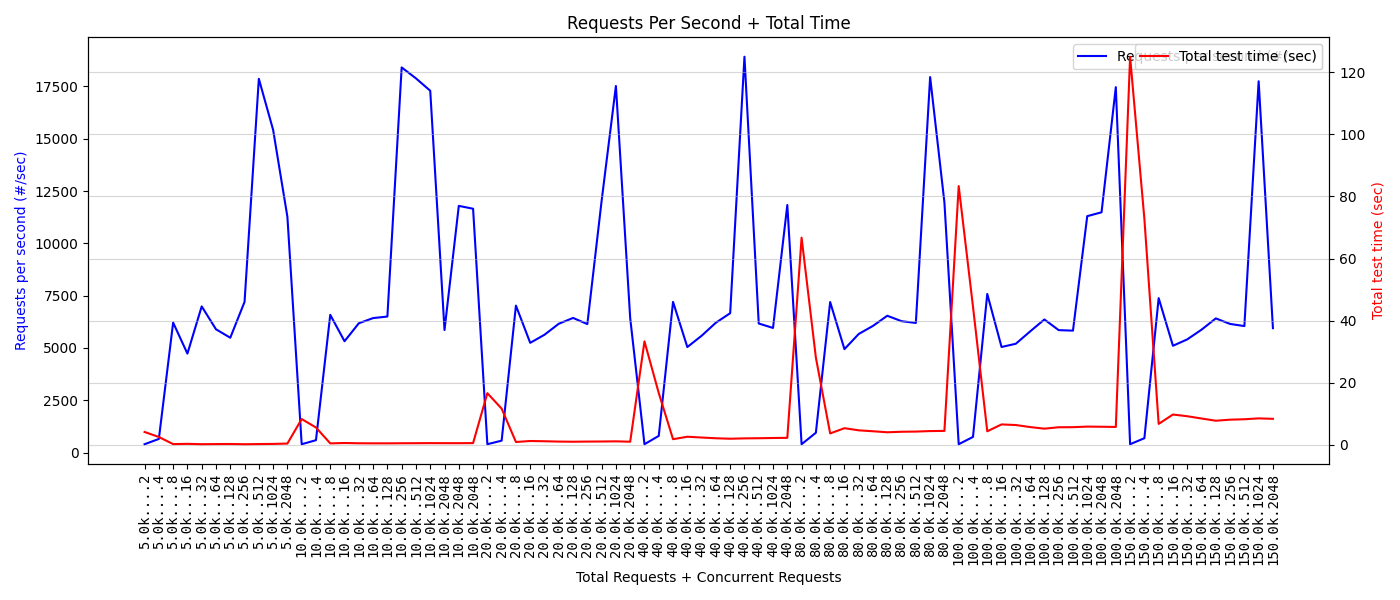 Requests Per Second + Total Time
Total test time (sec)
Requests per second (#/sec)
17500
15000
12500
10000
7500
5000
2500
0
120
100
80
60
40
20
0
Total test time (sec)
5.0k....2
5.0k....4
5.0k....8
5.0k...16
5.0k...32
5.0k...64
5.0k..128
5.0k..256
5.0k..512
5.0k.1024
5.0k.2048
10.0k....2
10.0k....4
10.0k....8
10.0k...16
10.0k...32
10.0k...64
10.0k..128
10.0k..256
10.0k..512
10.0k.1024
10.0k.2048
10.0k.2048
10.0k.2048
20.0k....2
20.0k....4
20.0k....8
20.0k...16
20.0k...32
20.0k...64
20.0k..128
20.0k..256
20.0k..512
20.0k.1024
20.0k.2048
40.0k....2
40.0k....4
40.0k....8
40.0k...16
40.0k...32
40.0k...64
40.0k..128
40.0k..256
40.0k..512
40.0k.1024
40.0k.2048
80.0k....2
80.0k....4
80.0k....8
80.0k...16
80.0k...32
80.0k...64
80.0k..128
80.0k..256
80.0k..512
80.0k.1024
80.0k.2048
100.0k....2
100.0k....4
100.0k....8
100.0k...16
100.0k...32
100.0k...64
100.0k..128
100.0k..256
100.0k..512
100.0k.1024
100.0k.2048
100.0k.2048
150.0k....2
150.0k....4
150.0k....8
150.0k...16
150.0k...32
150.0k...64
150.0k..128
150.0k..256
150.0k..512
150.0k.1024
150.0k.2048
Total Requests + Concurrent Requests